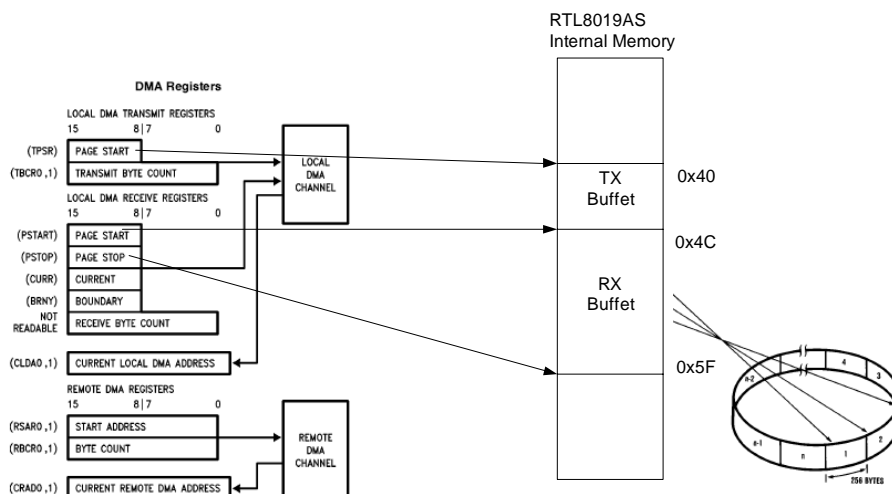 RTL8019AS
Internal Memory
DMA Registers
LOCAL DMA TRANSMIT REGISTERS
15 8|7 0
(TPSR) PAGE START
(TBCR0,1) TRANSMIT BYTE COUNT
LOCAL DMA CHANNEL
LOCAL DMA RECEIVE REGISTERS
15 8|7 0
(PSTART) PAGE START
(PSTOP) PAGE STOP
(CURR) CURRENT
(BRNY) BOUNDARY
NOT READABLE RECEIVE BYTE COUNT
(CLDA0,1) CURRENT LOCAL DMA ADDRESS
REMOTE DMA REGISTERS
15 8|7 0
(RSAR0,1) START ADDRESS
(RBCR0,1) BYTE COUNT
REMOTE DMA CHANNEL
(CRAD0,1) CURRENT REMOTE DMA ADDRESS
TX
Buffet
0x40
0x4C
RX
Buffet
0x5F
n-2 4 3
n-1 n 1 2
256 BYTES